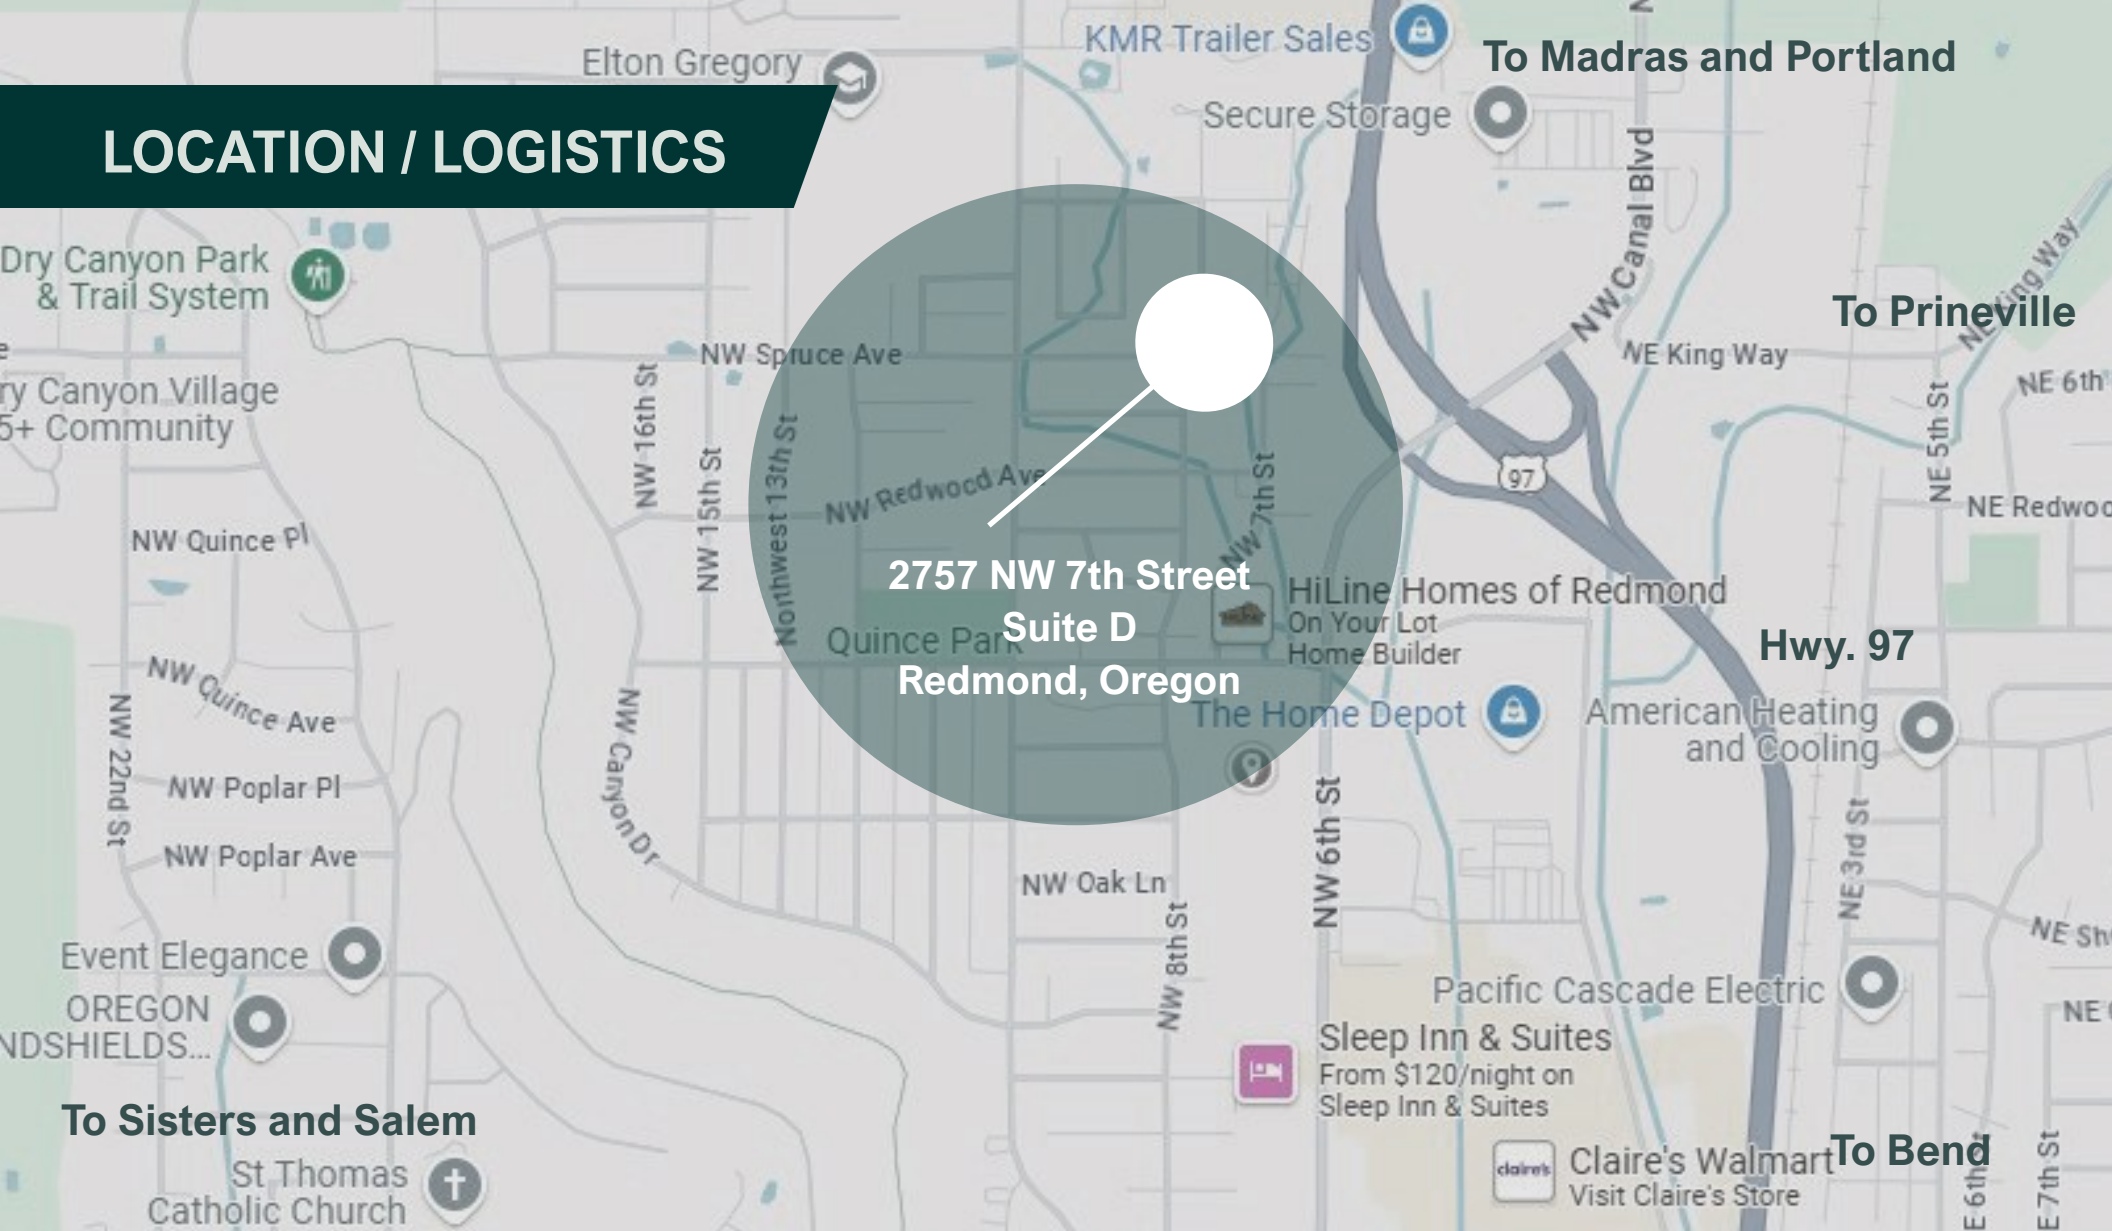 KMR Trailer Sales
To Madras and Portland
Elton Gregory
Secure Storage
LOCATION / LOGISTICS
NW Canal Blvd
Dry Canyon Park
& Trail System
NE King Way
To Prineville
NW Spruce Ave
NE King Way
ry Canyon Village
5+ Community
NE 6th
NW 16th St
NW 15th St
Northwest 13th St
NW Redwood Ave
NW 7th St
97
NE 5th St
NE Redwoo
NW Quince Pl
2757 NW 7th Street
Suite D
Redmond, Oregon
HiLine Homes of Redmond
On Your Lot
Home Builder
Quince Park
Hwy. 97
NW Quince Ave
NW 22nd St
NW Canyon Dr
The Home Depot
American Heating
and Cooling
NW Poplar Pl
NW Poplar Ave
NW 6th St
NE 3rd St
NW Oak Ln
NW 8th St
NE Sh
Event Elegance
OREGON
NDSHIELDS...
Pacific Cascade Electric
NE
Sleep Inn & Suites
From $120/night on
Sleep Inn & Suites
To Sisters and Salem
St Thomas
Catholic Church
claire's
Claire's Walmart
Visit Claire's Store
To Bend
E 6th St
E 7th St